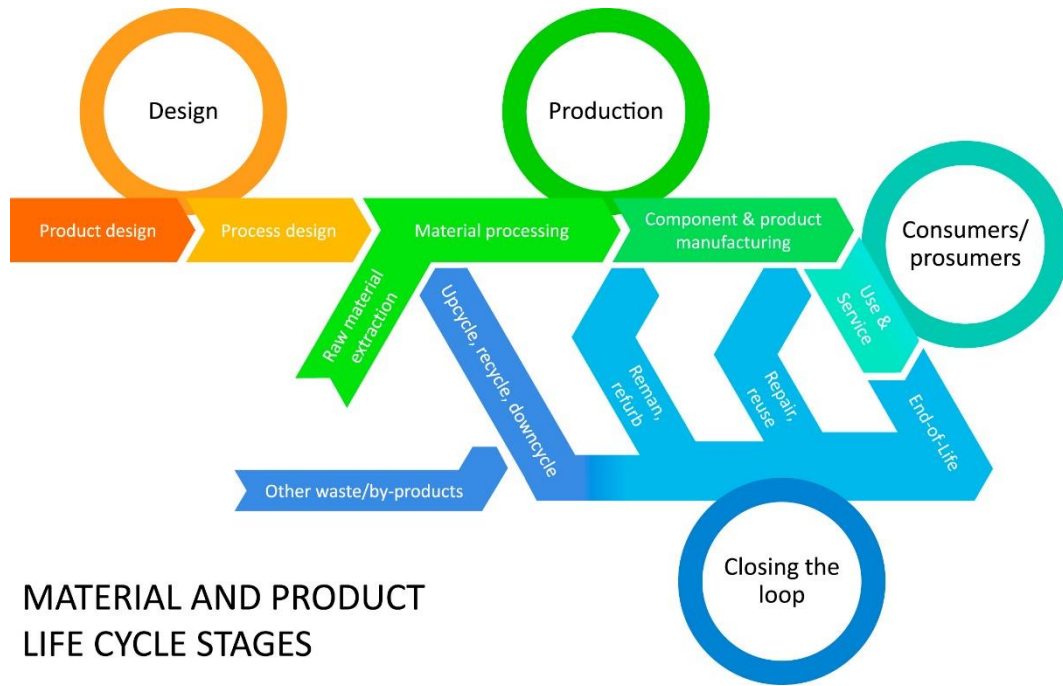 Design
Production
Consumers/
prosumers
Product design
Process design
Material processing
Component & product
manufacturing
Raw material
extraction
Upcycle, recycle, downcycle
Reman,
refurb
Repair,
reuse
Use &
Service
End-of-Life
Other waste/by-products
Closing the
loop
MATERIAL AND PRODUCT
LIFE CYCLE STAGES